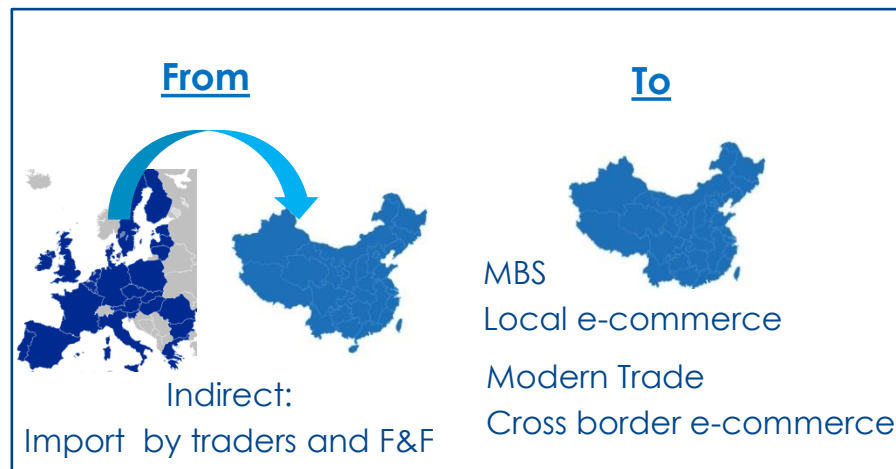 From
To
Indirect:
Import by traders and F&F
MBS
Local e-commerce
Modern Trade
Cross border e-commerce